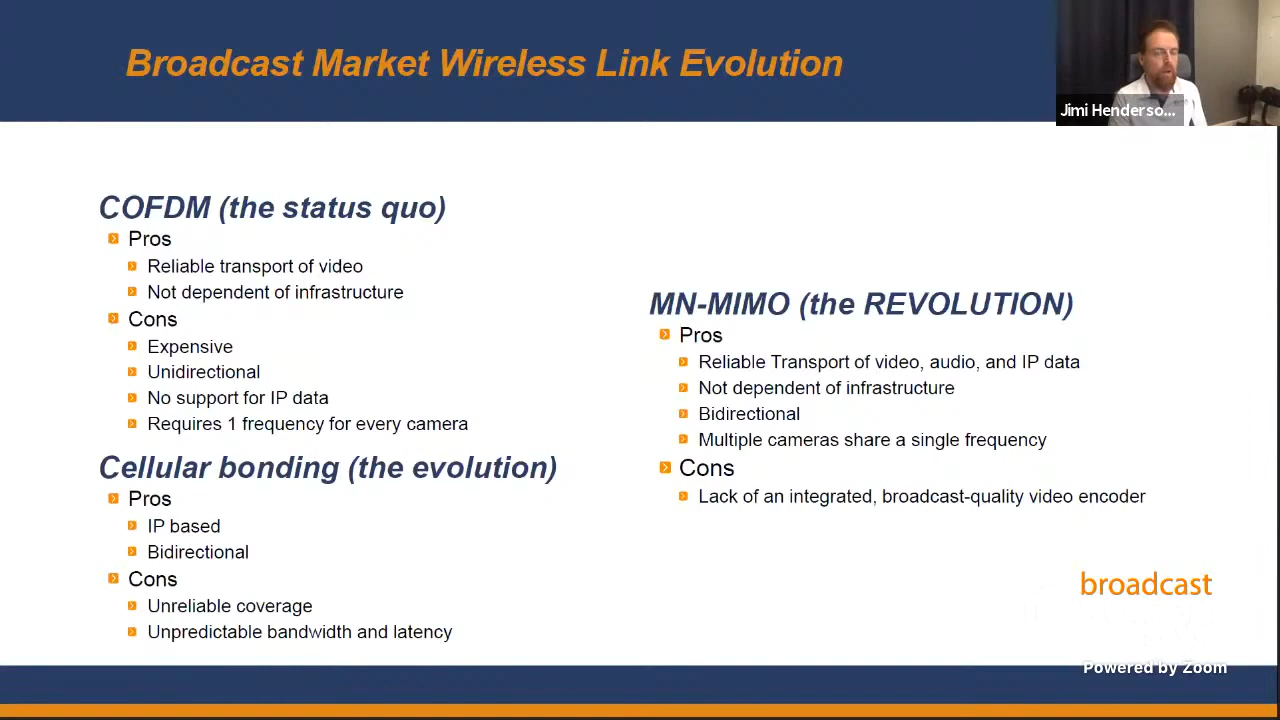 Broadcast Market Wireless Link Evolution
Jimi Henderso...
COFDM (the status quo)
Pros
Reliable transport of video
Not dependent of infrastructure
Cons
Expensive
Unidirectional
No support for IP data
Requires 1 frequency for every camera
Cellular bonding (the evolution)
Pros
IP based
Bidirectional
Cons
Unreliable coverage
Unpredictable bandwidth and latency
MN-MIMO (the REVOLUTION)
Pros
Reliable Transport of video, audio, and IP data
Not dependent of infrastructure
Bidirectional
Multiple cameras share a single frequency
Cons
Lack of an integrated, broadcast-quality video encoder
broadcast
Powered by Zoom